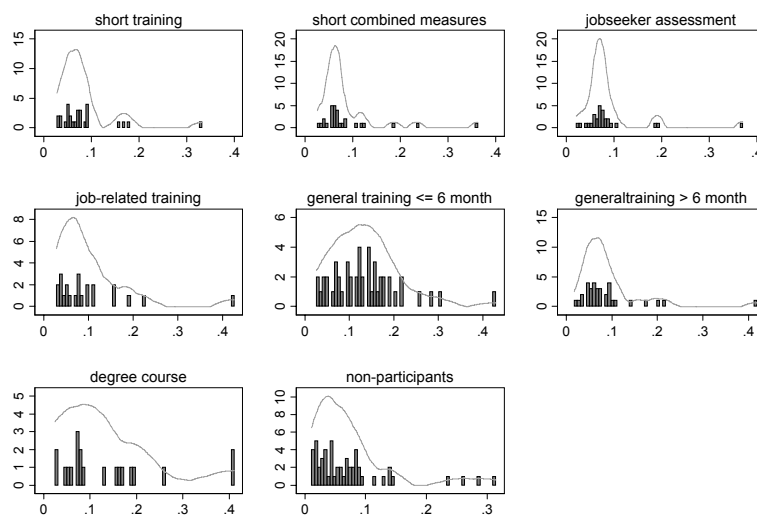 short training
0 5 10 15
0 .1 .2 .3 .4
short combined measures
0 5 10 15 20
0 .1 .2 .3 .4
jobseeker assessment
0 5 10 15 20
0 .1 .2 .3 .4
job-related training
0 2 4 6 8
0 .1 .2 .3 .4
general training <= 6 month
0 2 4 6
0 .1 .2 .3 .4
generaltraining > 6 month
0 5 10 15
0 .1 .2 .3 .4
degree course
0 1 2 3 4 5
0 .1 .2 .3 .4
non-participants
0 2 4 6 8 10
0 .1 .2 .3